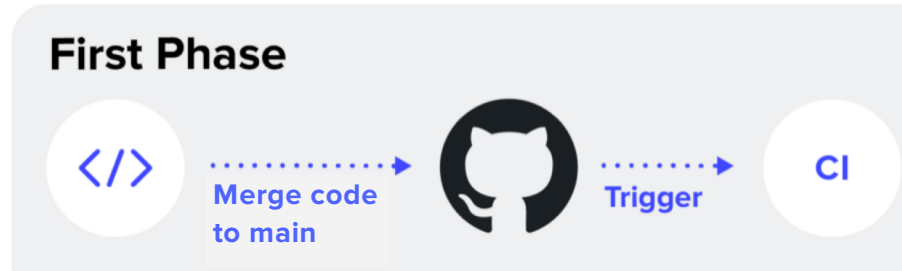 First Phase
</>
Merge code
to main
Trigger
CI